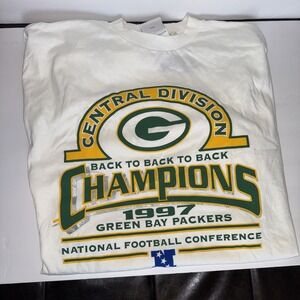 CENTRAL DIVISION
G
BACK TO BACK TO BACK
CHAMPIONS
1997
GREEN BAY PACKERS
NATIONAL FOOTBALL CONFERENCE
N